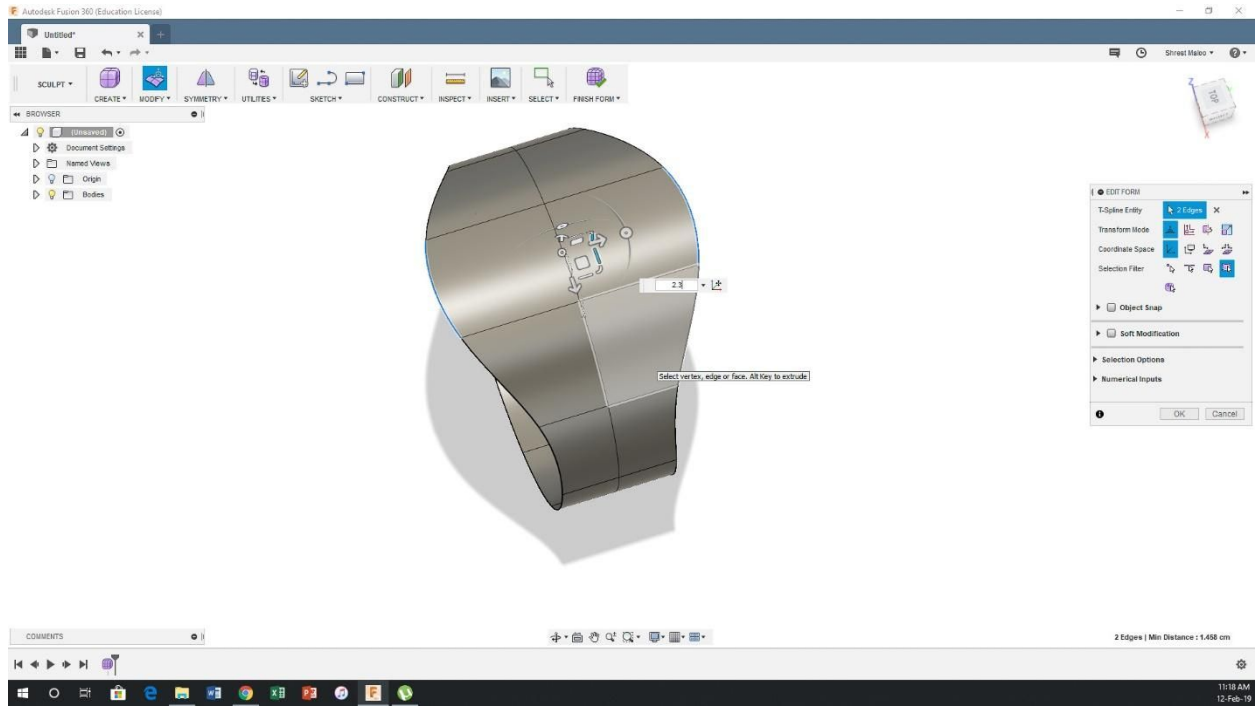 Autodesk Fusion 360 (Education License)
Untitled*
Shrest Maloo
SCULPT
CREATE MODIFY SYMMETRY UTILITIES SKETCH CONSTRUCT INSPECT INSERT SELECT FINISH FORM
BROWSER
(Unsaved)
Document Settings
Named Views
Origin
Bodies
TOP
Z
X
EDIT FORM
T-Spline Entity 2 Edges
Transform Mode
Coordinate Space
Selection Filter
Object Snap
Soft Modification
Selection Options
Numerical Inputs
OK Cancel
2.3
Select vertex, edge or face. Alt Key to extrude
COMMENTS
2 Edges | Min Distance : 1.458 cm
11:18 AM
12-Feb-19